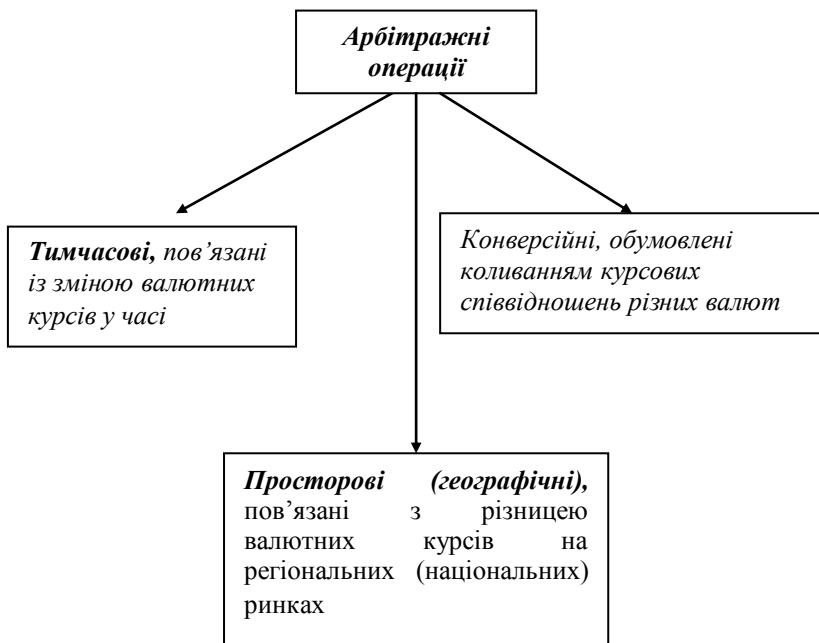 Арбітражні
операції
Тимчасові, пов’язані
із зміною валютних
курсів у часі
Конверсійні, обумовлені
коливанням курсових
співвідношень різних валют
Просторові (географічні),
пов’язані з різницею
валютних курсів на
регіональних (національних)
ринках